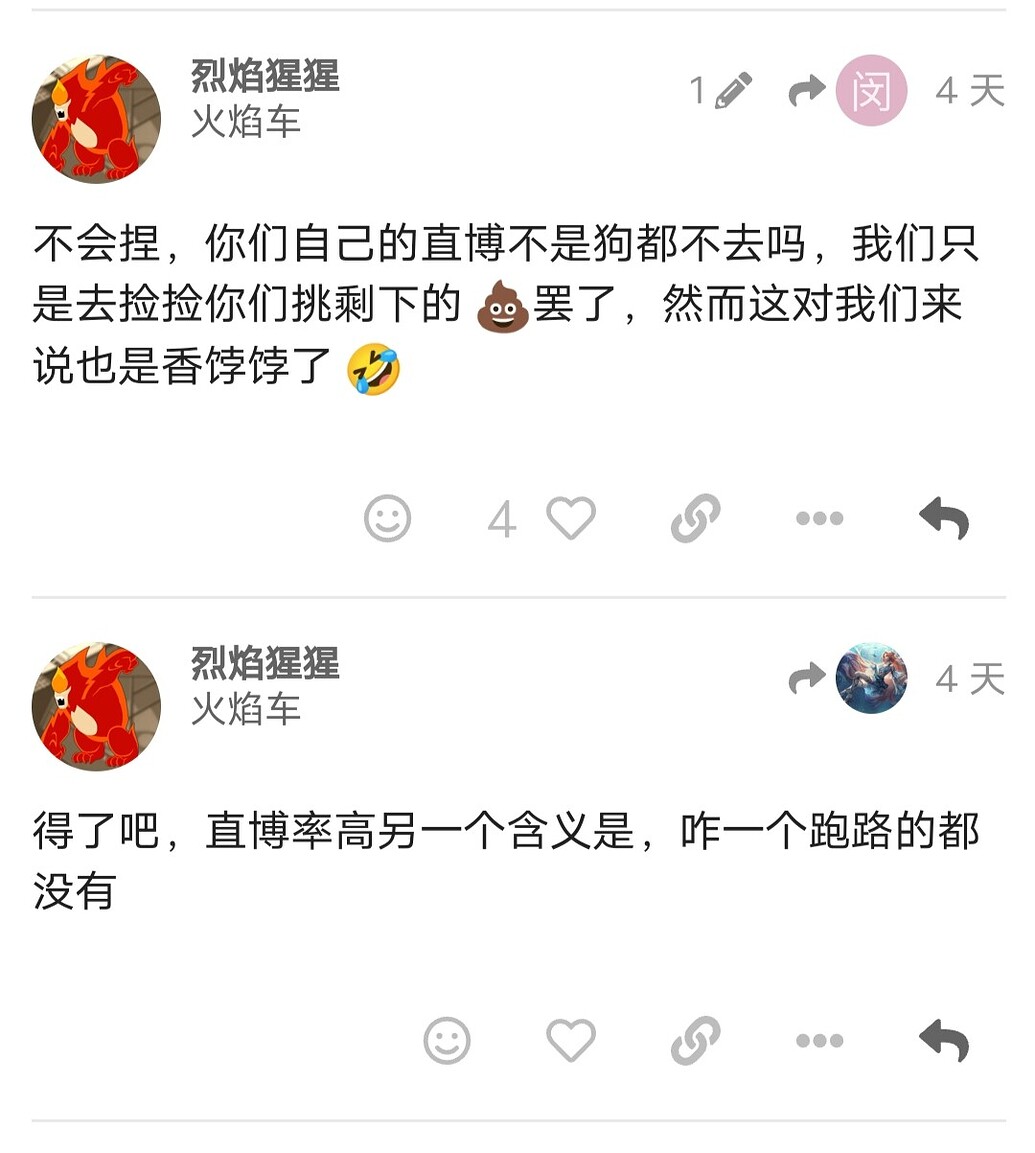 烈焰猩猩
火焰车
1
闵
4 天
不会捏，你们自己的直博不是狗都不去吗，我们只
是去捡捡你们挑剩下的 💩罢了，然而这对我们来
说也是香饽饽了 🤣
4
烈焰猩猩
火焰车
4 天
得了吧，直博率高另一个含义是，咋一个跑路的都
没有